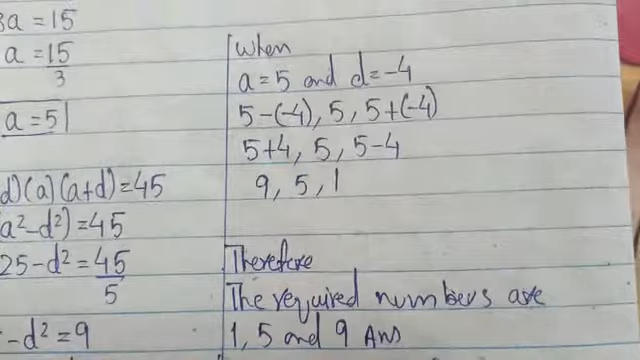 3a = 15
a = 15/3
a = 5
d)(a)(a+d) = 45
(a²-d²) = 45
25 - d² = 45/5
- d² = 9
When
a = 5 and d = -4
5-(-4), 5, 5+(-4)
5+4, 5, 5-4
9, 5, 1
Therefore
The required numbers are
1, 5 and 9 Ans